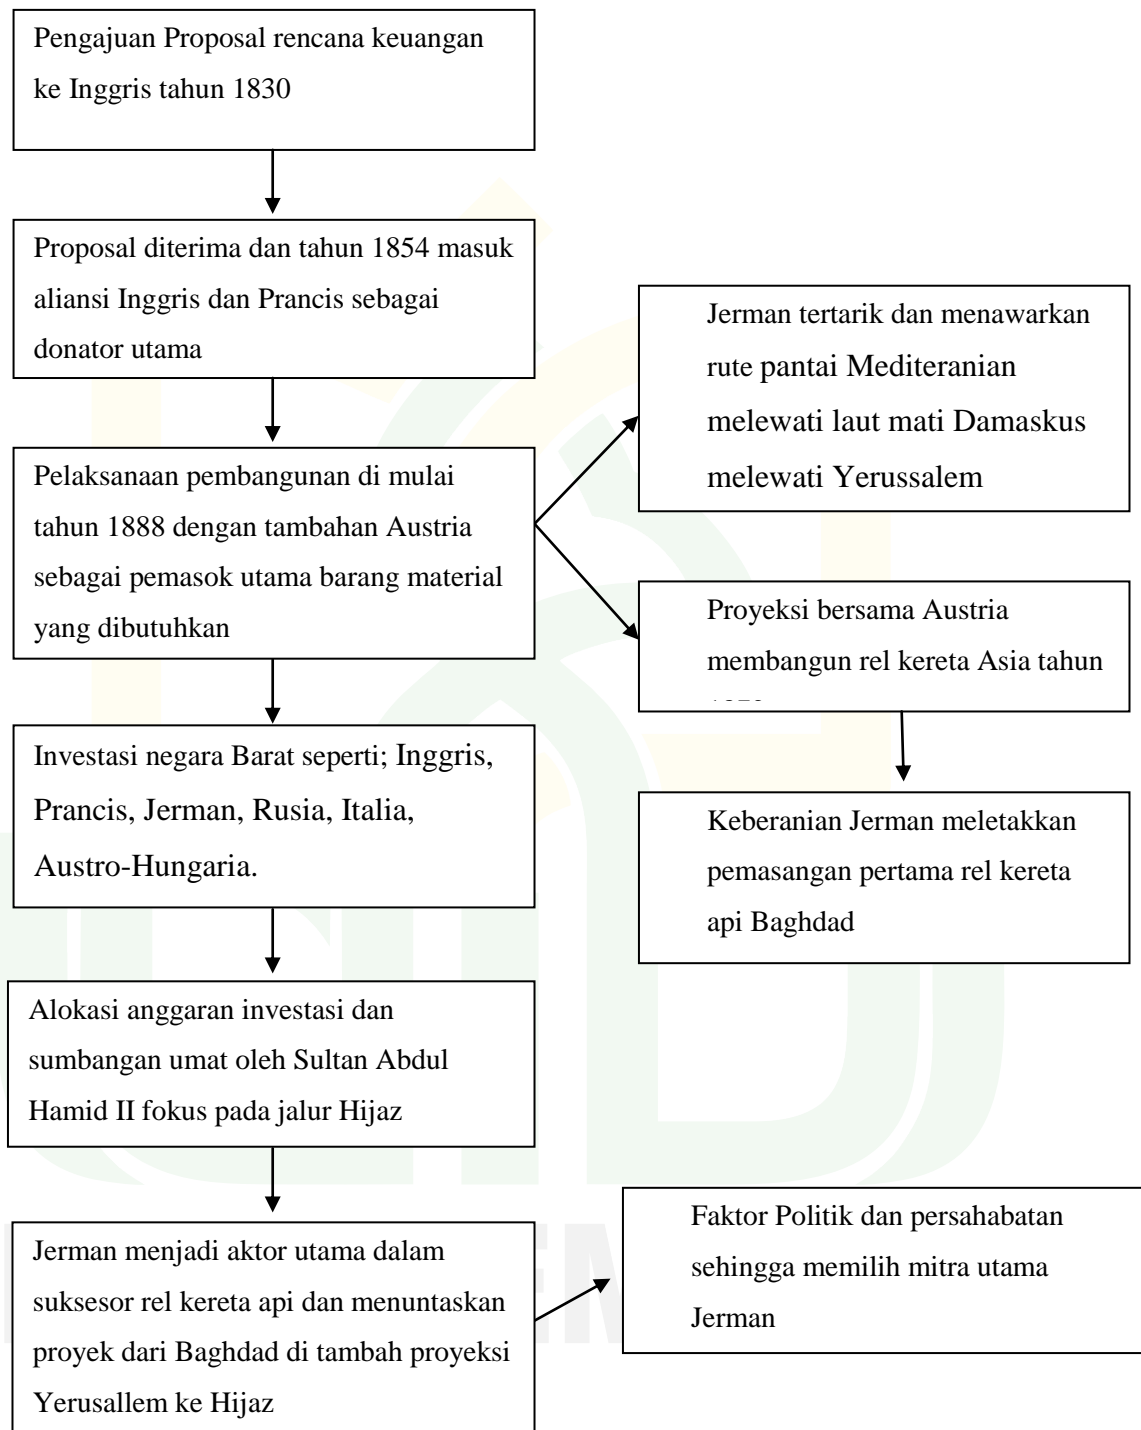 Pengajuan Proposal rencana keuangan
ke Inggris tahun 1830
Proposal diterima dan tahun 1854 masuk
aliansi Inggris dan Prancis sebagai
donator utama
Pelaksanaan pembangunan di mulai
tahun 1888 dengan tambahan Austria
sebagai pemasok utama barang material
yang dibutuhkan
Jerman tertarik dan menawarkan
rute pantai Mediteranian
melewati laut mati Damaskus
melewati Yerussalem
Proyeksi bersama Austria
membangun rel kereta Asia tahun
Keberanian Jerman meletakkan
pemasangan pertama rel kereta
api Baghdad
Investasi negara Barat seperti; Inggris,
Prancis, Jerman, Rusia, Italia,
Austro-Hungaria.
Alokasi anggaran investasi dan
sumbangan umat oleh Sultan Abdul
Hamid II fokus pada jalur Hijaz
Jerman menjadi aktor utama dalam
suksesor rel kereta api dan menuntaskan
proyek dari Baghdad di tambah proyeksi
Yerusallem ke Hijaz
Faktor Politik dan persahabatan
sehingga memilih mitra utama
Jerman